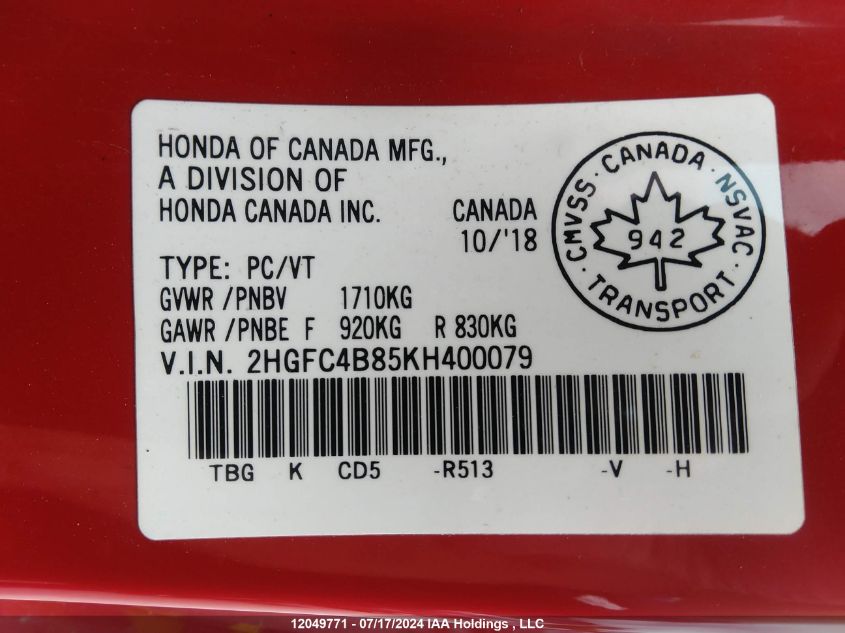 HONDA OF CANADA MFG.,
A DIVISION OF
HONDA CANADA INC. CANADA
10/'18
CMVSS · CANADA · NSVAC · TRANSPORT ·
942
TYPE: PC/VT
GVWR /PNBV 1710KG
GAWR /PNBE F 920KG R 830KG
V.I.N. 2HGFC4B85KH400079
TBG K CD5 -R513 -V -H
12049771 - 07/17/2024 IAA Holdings , LLC